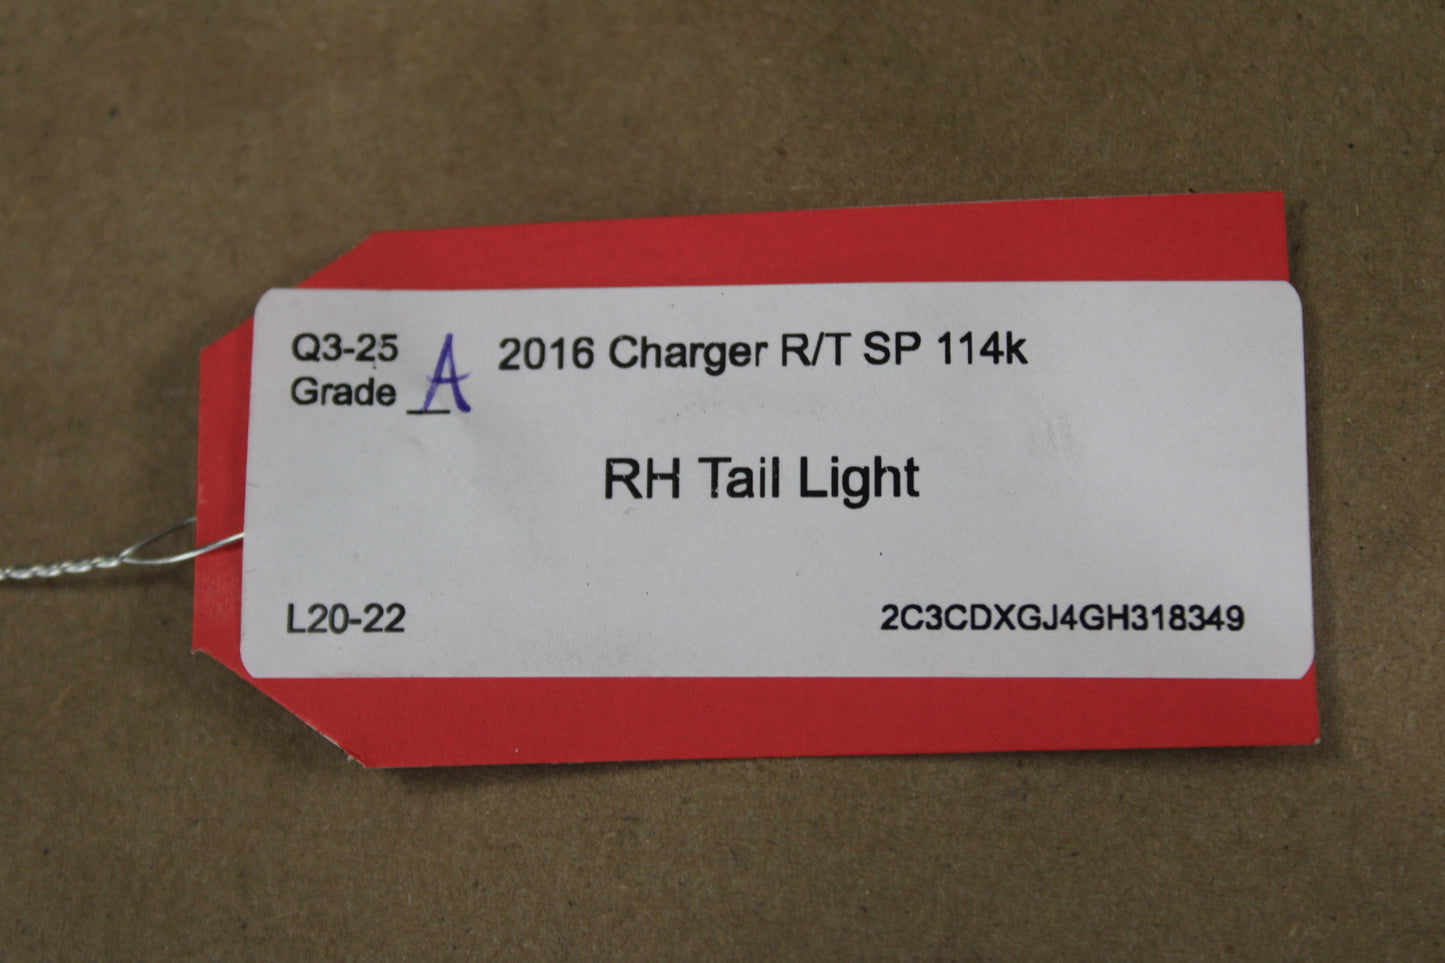 Q3-25
Grade A
2016 Charger R/T SP 114k
RH Tail Light
L20-22
2C3CDXGJ4GH318349